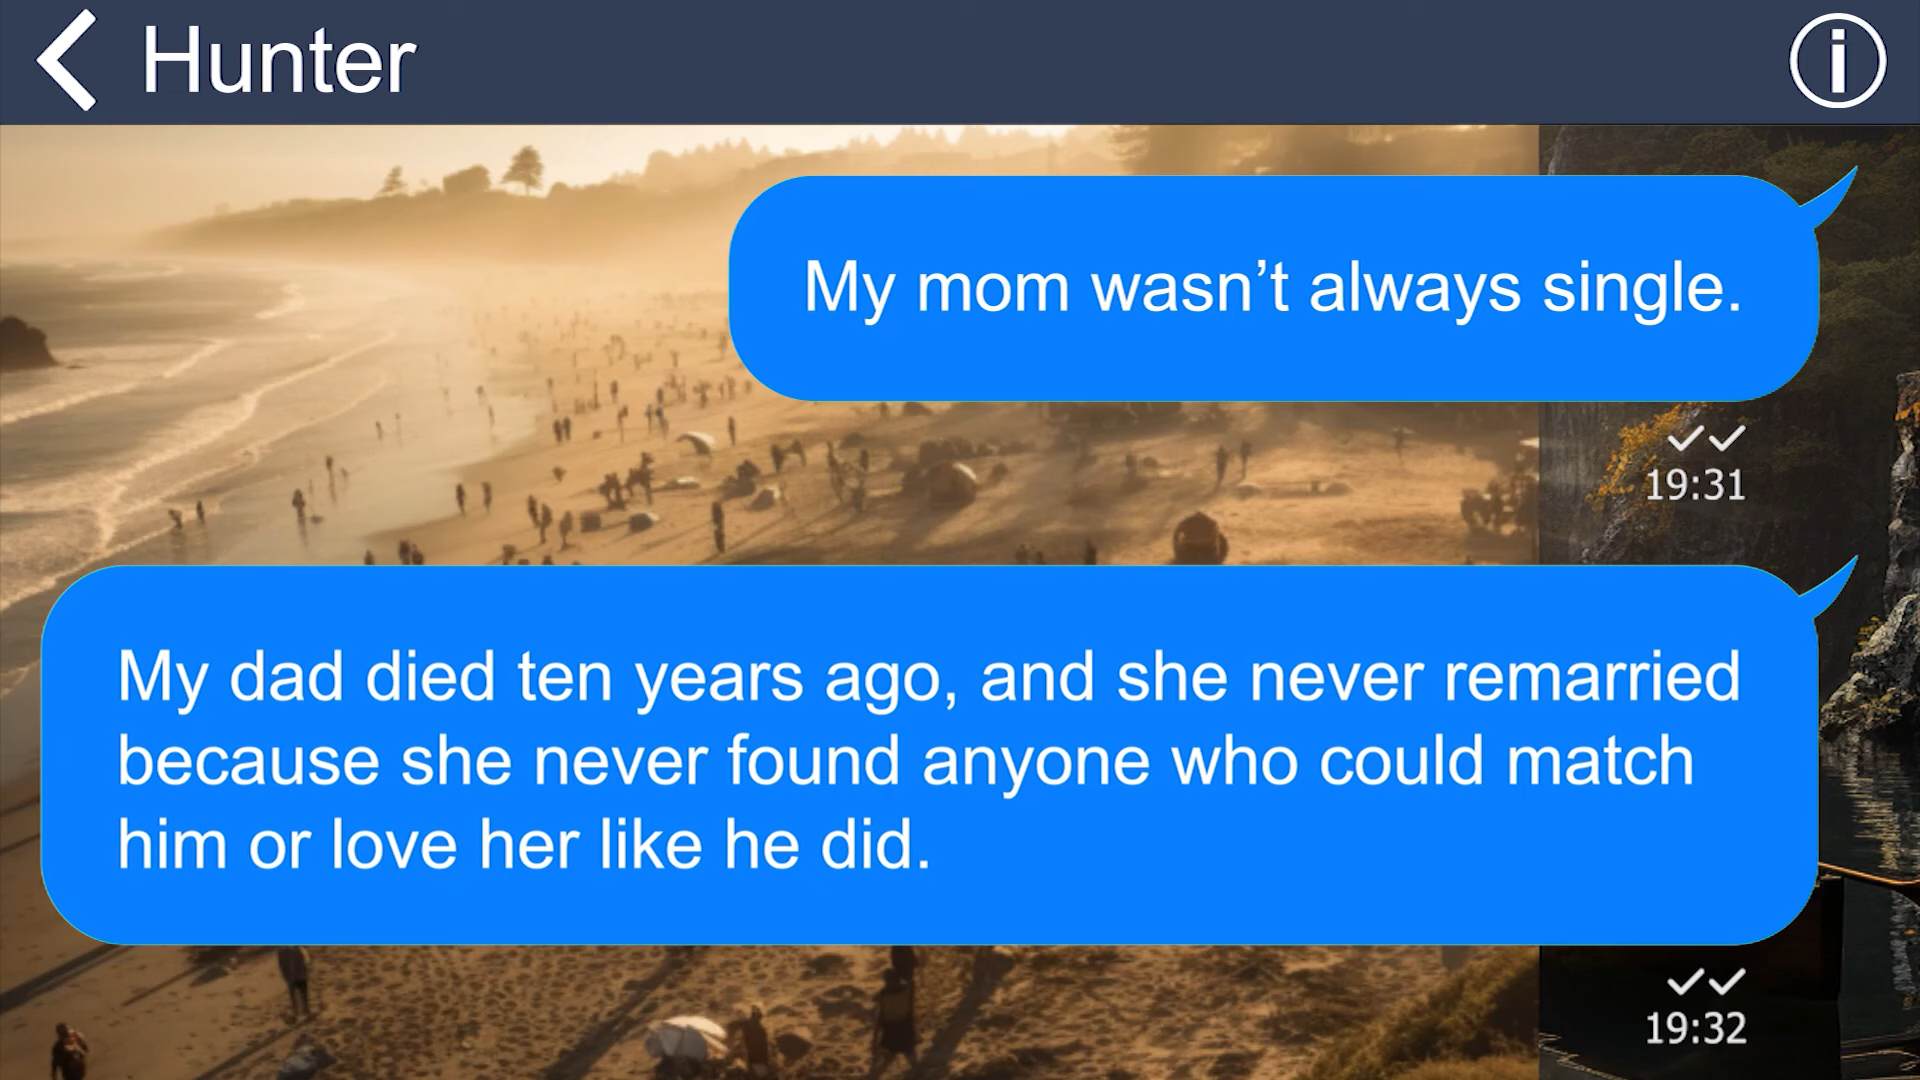 Hunter
My mom wasn’t always single.
19:31
My dad died ten years ago, and she never remarried
because she never found anyone who could match
him or love her like he did.
19:32